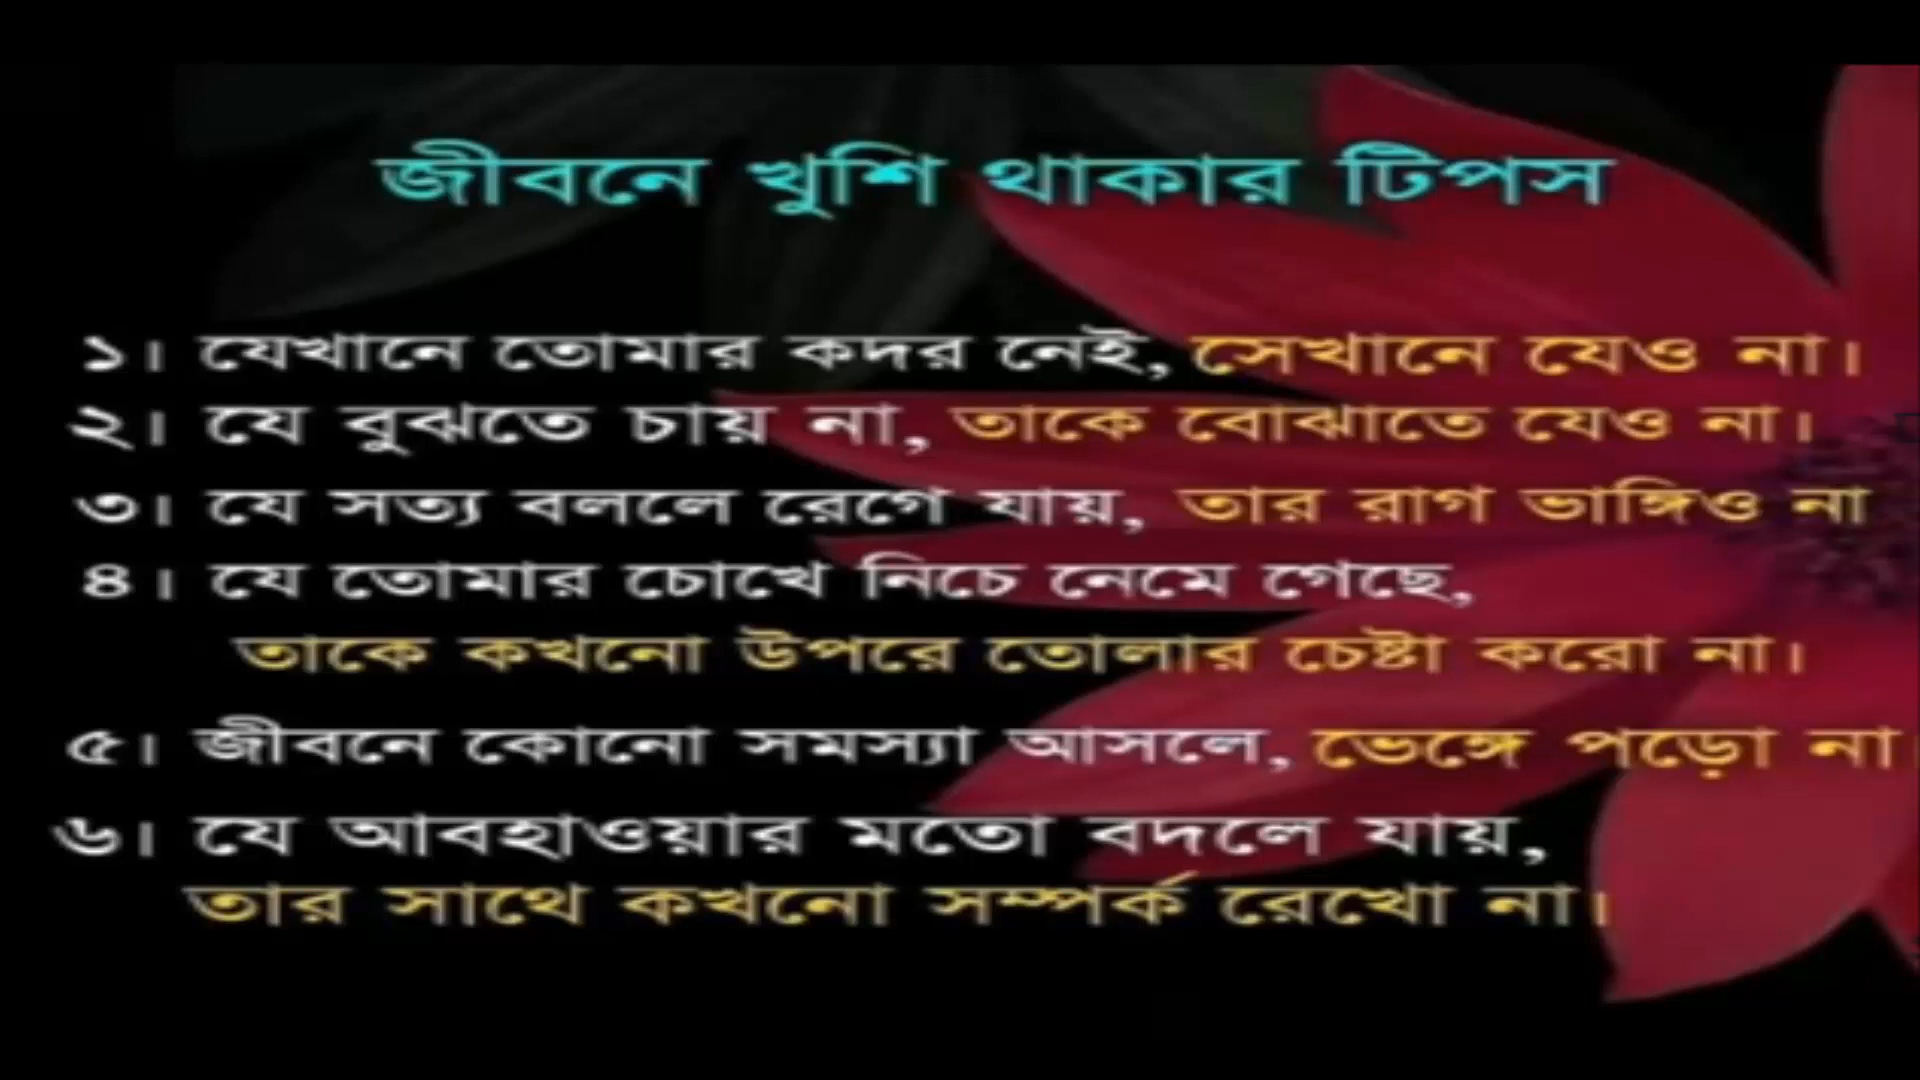 জীবনে খুশি থাকার টিপস
১। যেখানে তোমার কদর নেই, সেখানে যেও না।
২। যে বুঝতে চায় না, তাকে বোঝাতে যেও না।
৩। যে সত্য বললে রেগে যায়, তার রাগ ভাঙ্গিও না
৪। যে তোমার চোখে নিচে নেমে গেছে,
তাকে কখনো উপরে তোলার চেষ্টা করো না।
৫। জীবনে কোনো সমস্যা আসলে, ভেঙ্গে পড়ো না।
৬। যে আবহাওয়ার মতো বদলে যায়,
তার সাথে কখনো সম্পর্ক রেখো না।